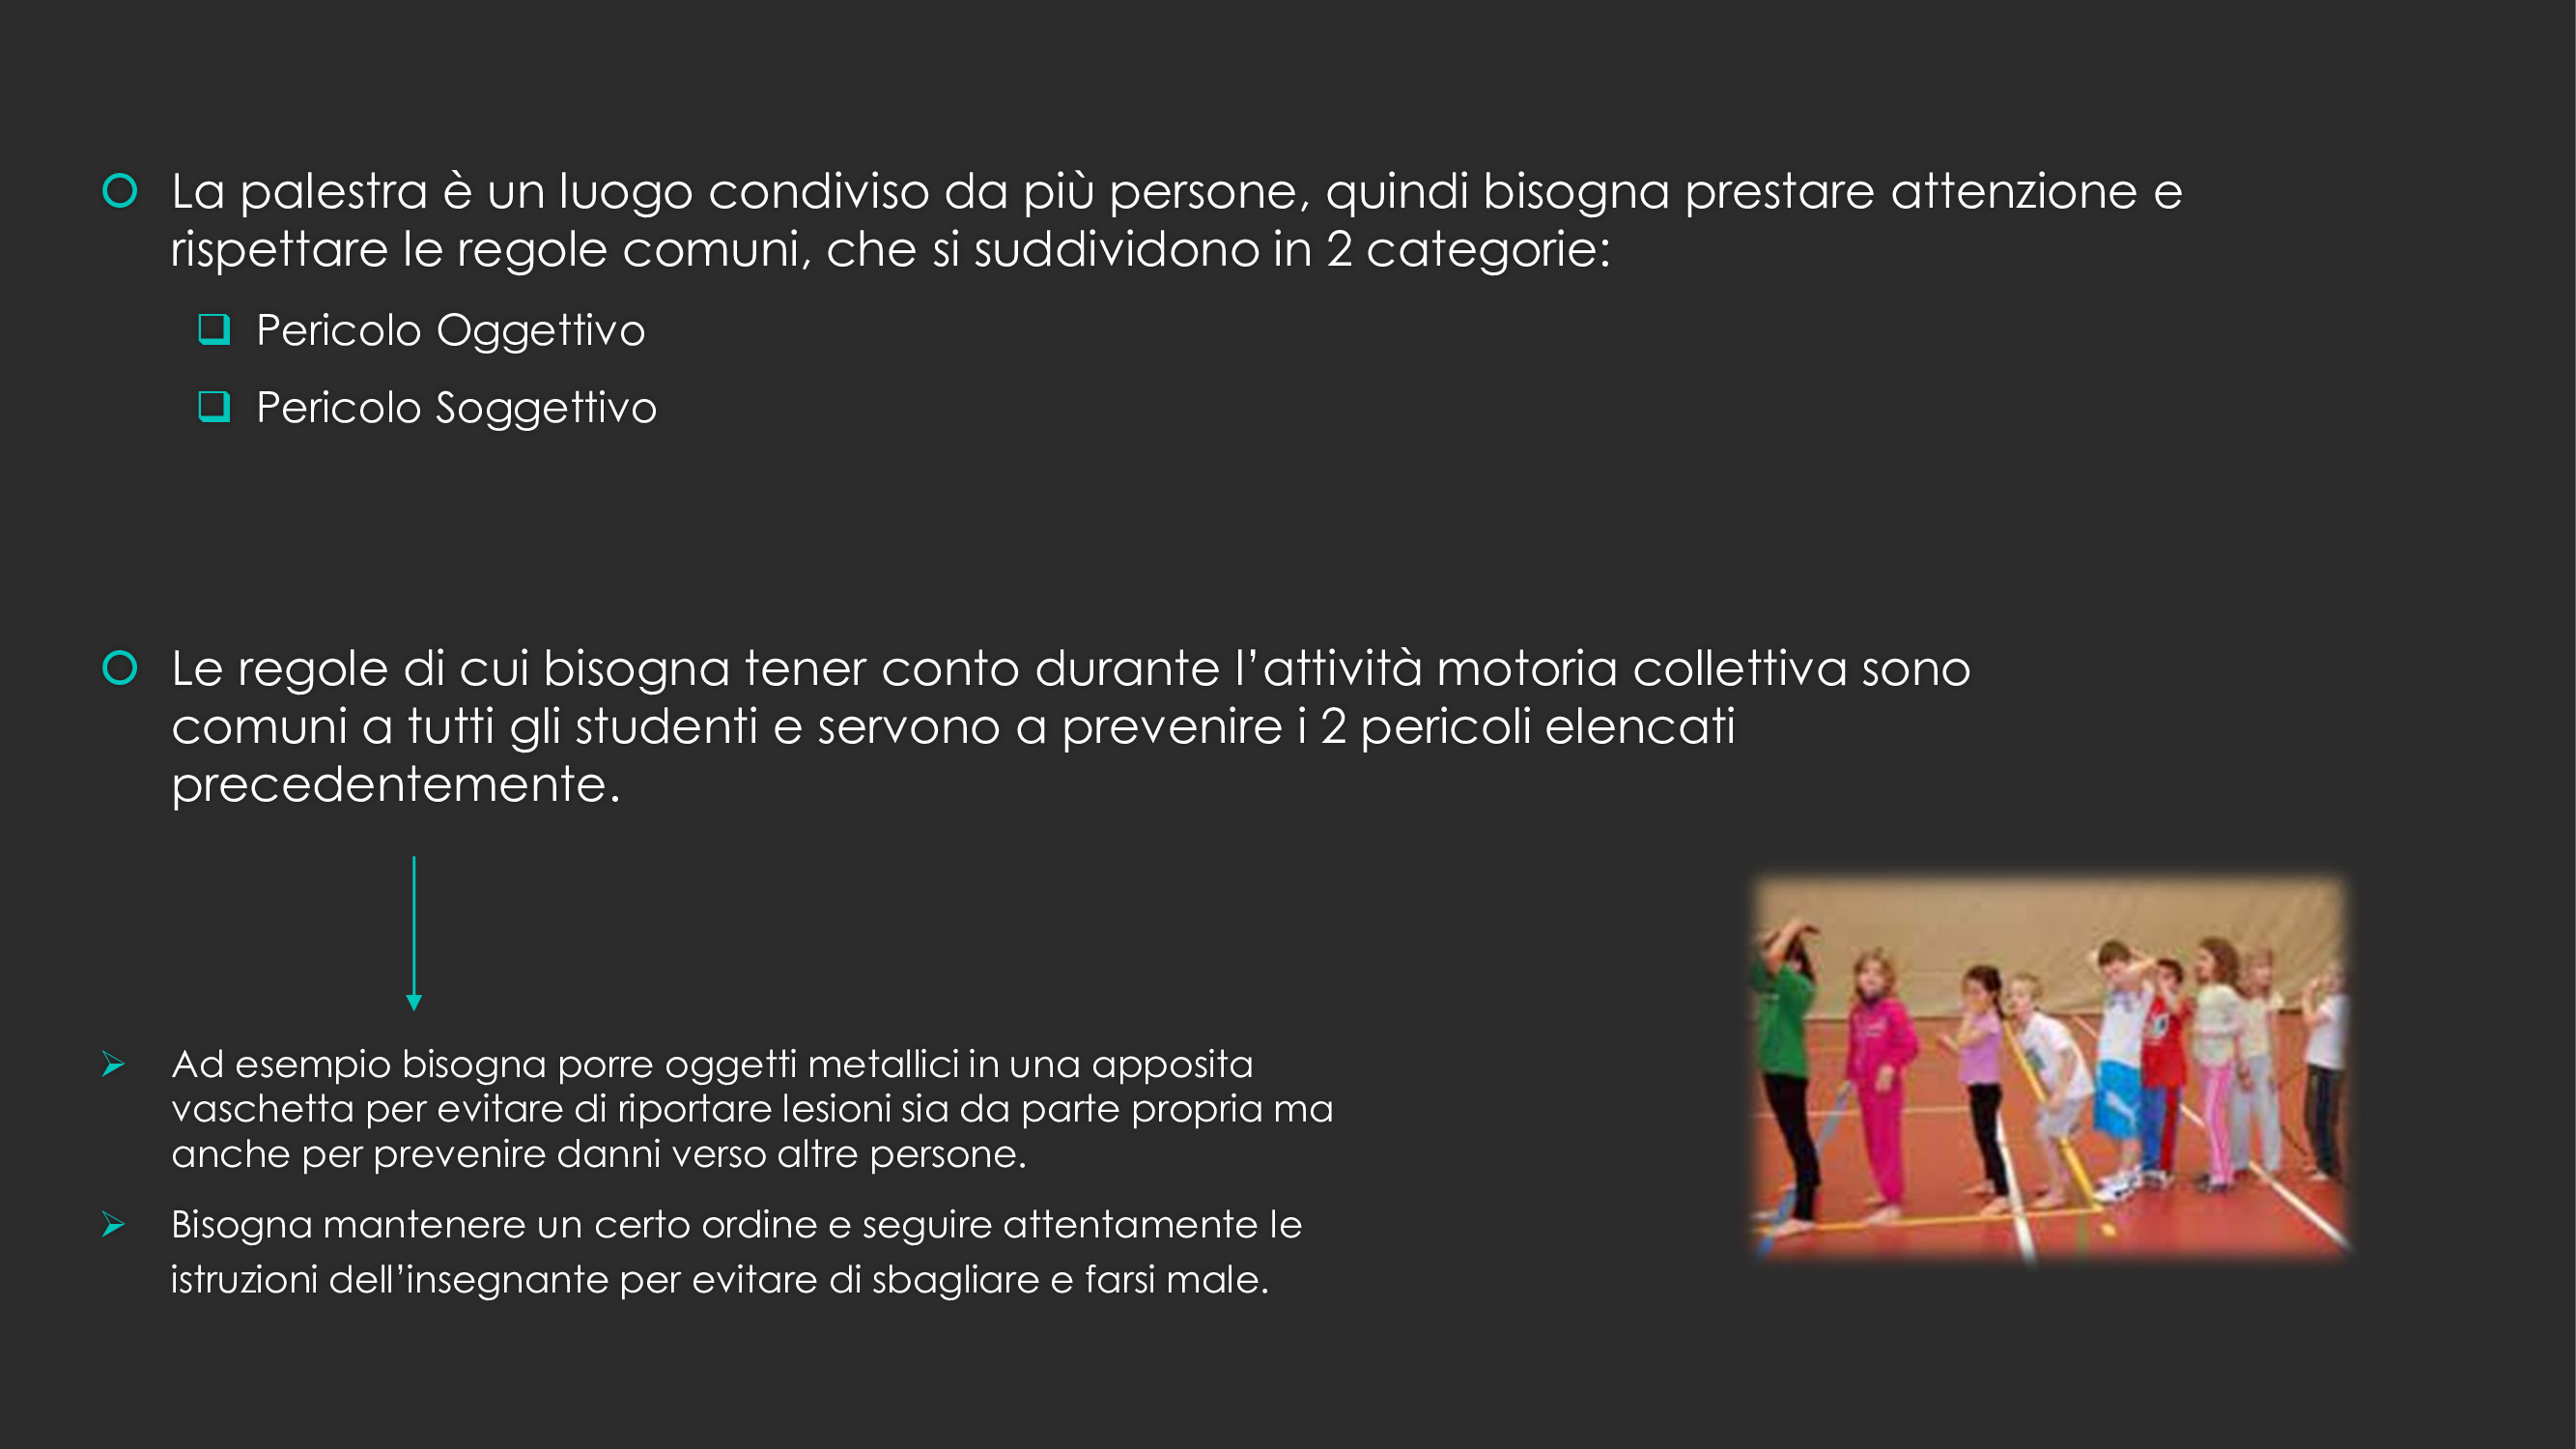 La palestra è un luogo condiviso da più persone, quindi bisogna prestare attenzione e
rispettare le regole comuni, che si suddividono in 2 categorie:
Pericolo Oggettivo
Pericolo Soggettivo
Le regole di cui bisogna tener conto durante l’attività motoria collettiva sono
comuni a tutti gli studenti e servono a prevenire i 2 pericoli elencati
precedentemente.
Ad esempio bisogna porre oggetti metallici in una apposita
vaschetta per evitare di riportare lesioni sia da parte propria ma
anche per prevenire danni verso altre persone.
Bisogna mantenere un certo ordine e seguire attentamente le
istruzioni dell’insegnante per evitare di sbagliare e farsi male.